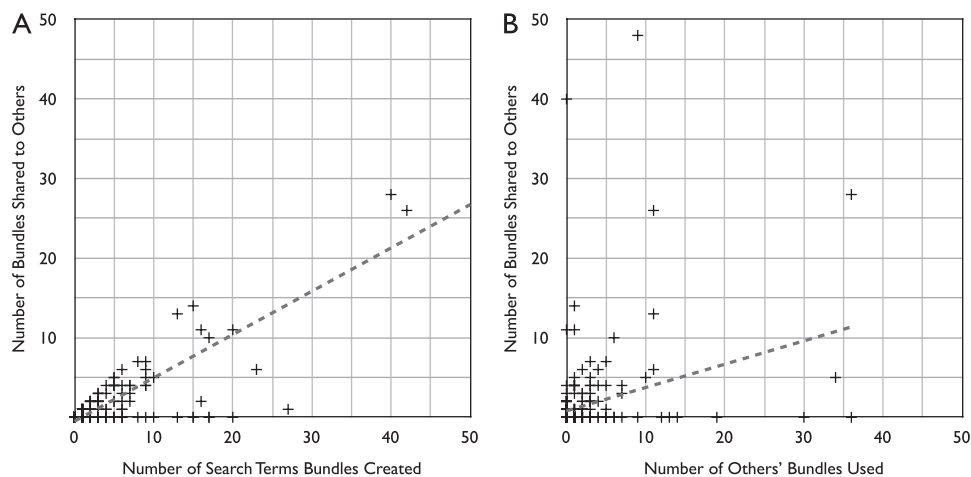 A
Number of Bundles Shared to Others
50
40
30
20
10
0 10 20 30 40 50
Number of Search Terms Bundles Created
B
Number of Bundles Shared to Others
50
40
30
20
10
0 10 20 30 40 50
Number of Others’ Bundles Used